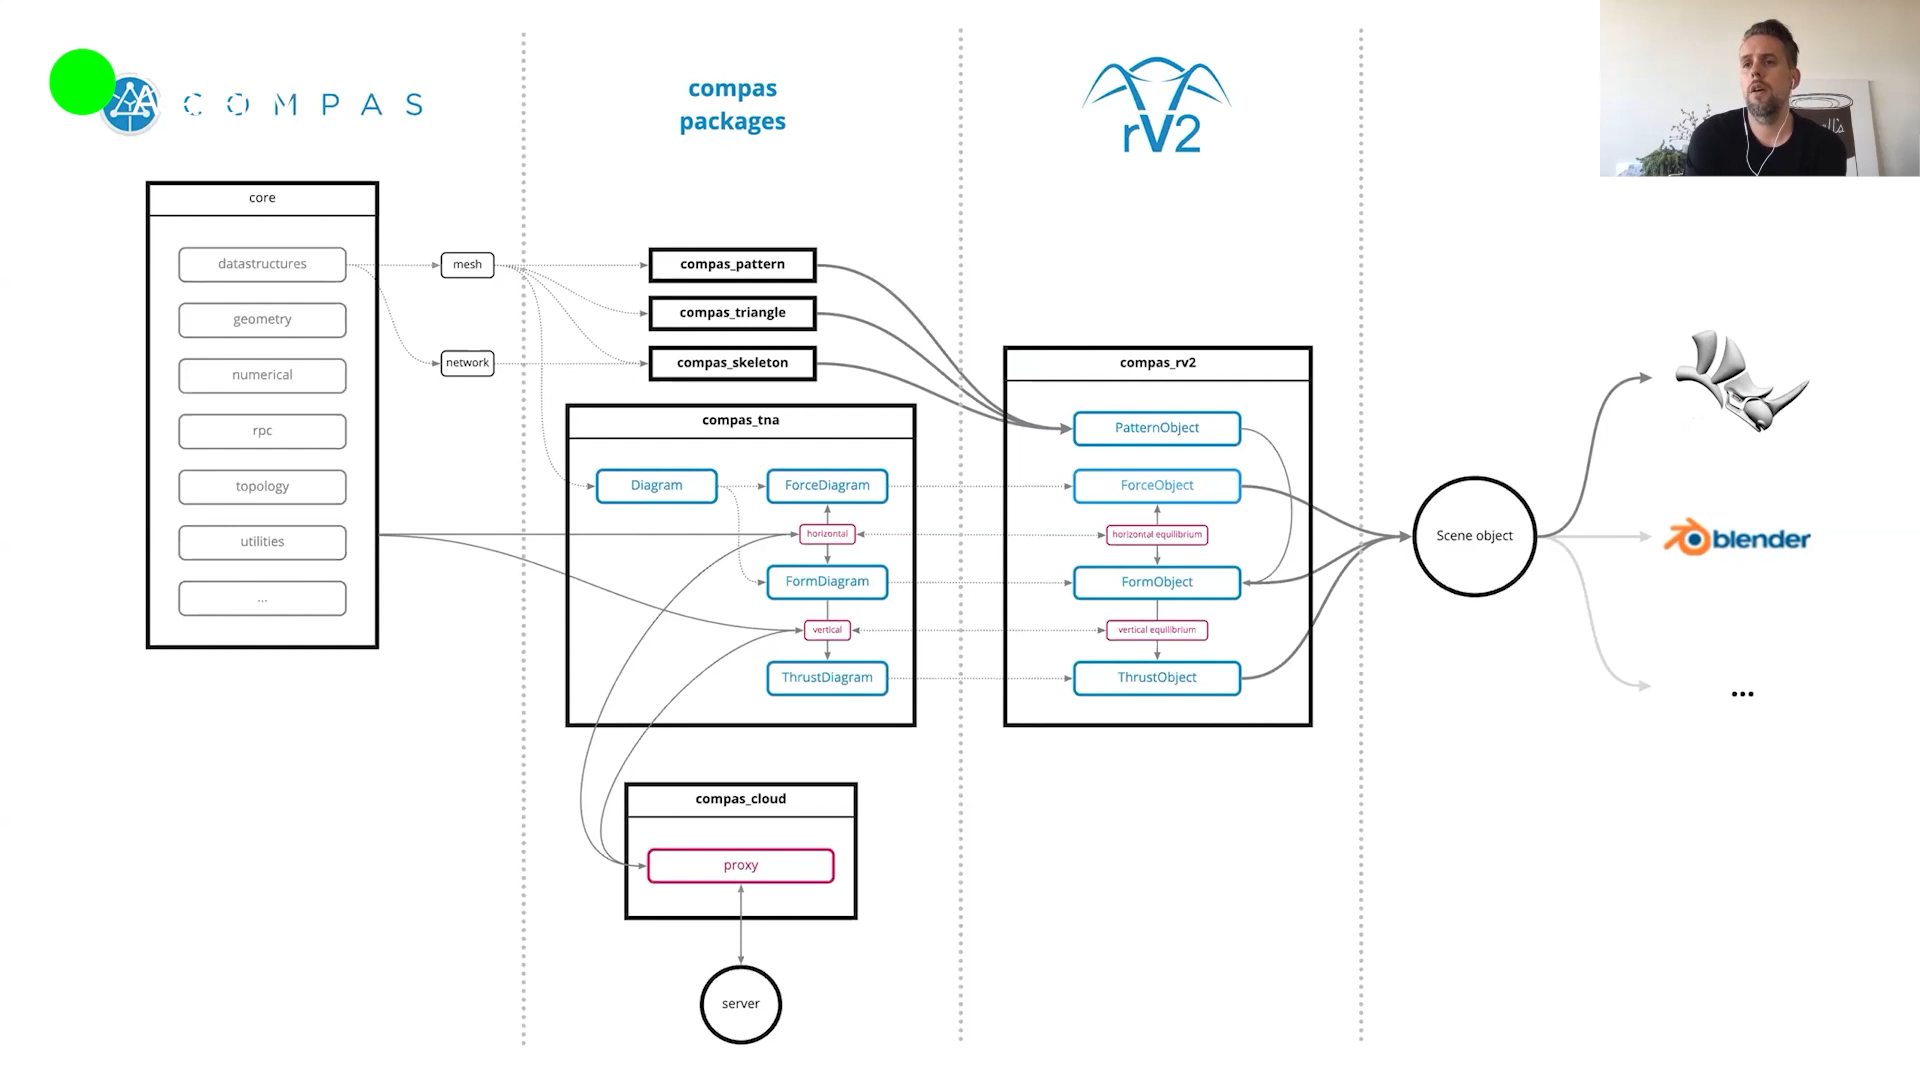 COMPAS
compas
packages
rV2
core
datastructures
geometry
numerical
rpc
topology
utilities
...
mesh
network
compas_pattern
compas_triangle
compas_skeleton
compas_tna
Diagram
ForceDiagram
horizontal
FormDiagram
vertical
ThrustDiagram
compas_cloud
proxy
server
compas_rv2
PatternObject
ForceObject
horizontal equilibrium
FormObject
vertical equilibrium
ThrustObject
Scene object
blender
...